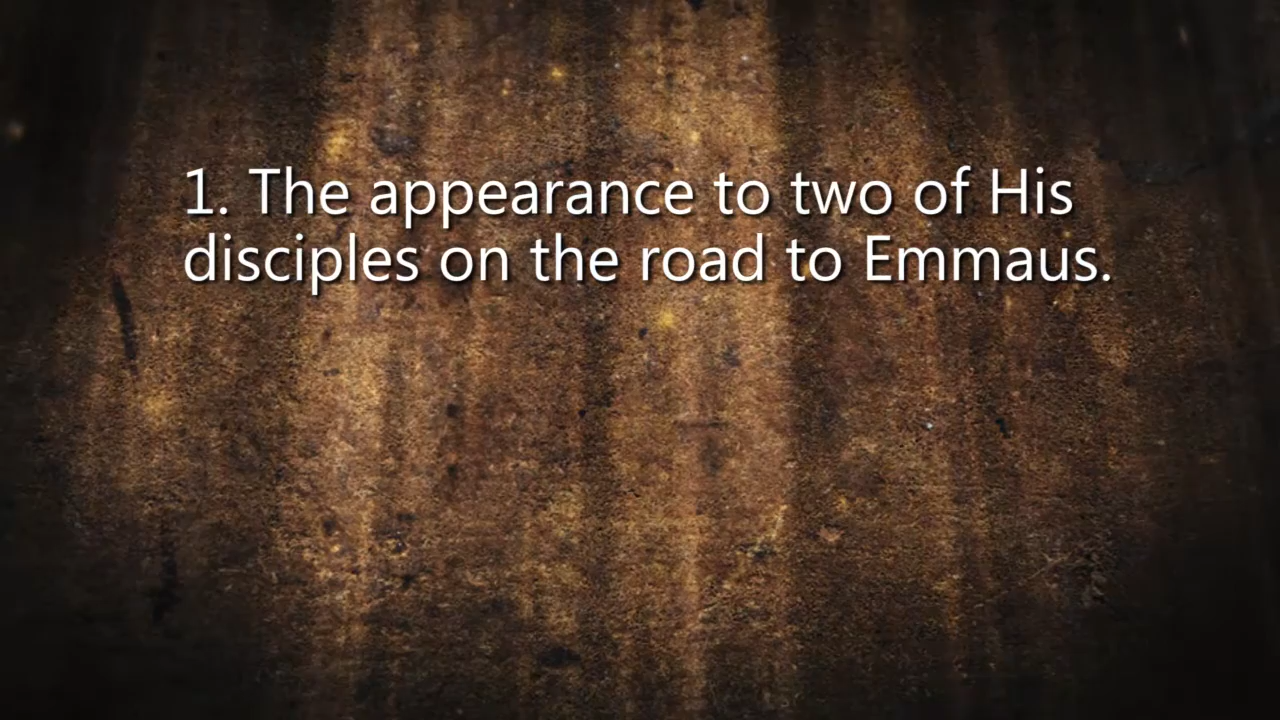 1. The appearance to two of His
disciples on the road to Emmaus.